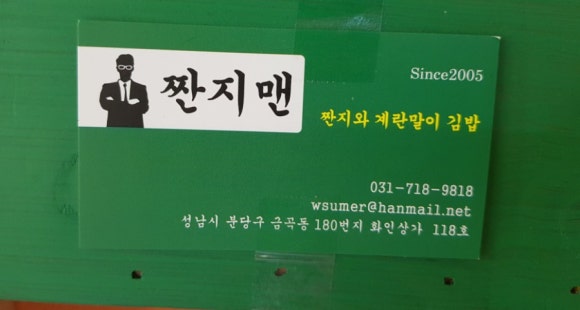 짠지맨
Since2005
짠지와 계란말이 김밥
031-718-9818
wsumer@hanmail.net
성남시 분당구 금곡동 180번지 화인상가 118호